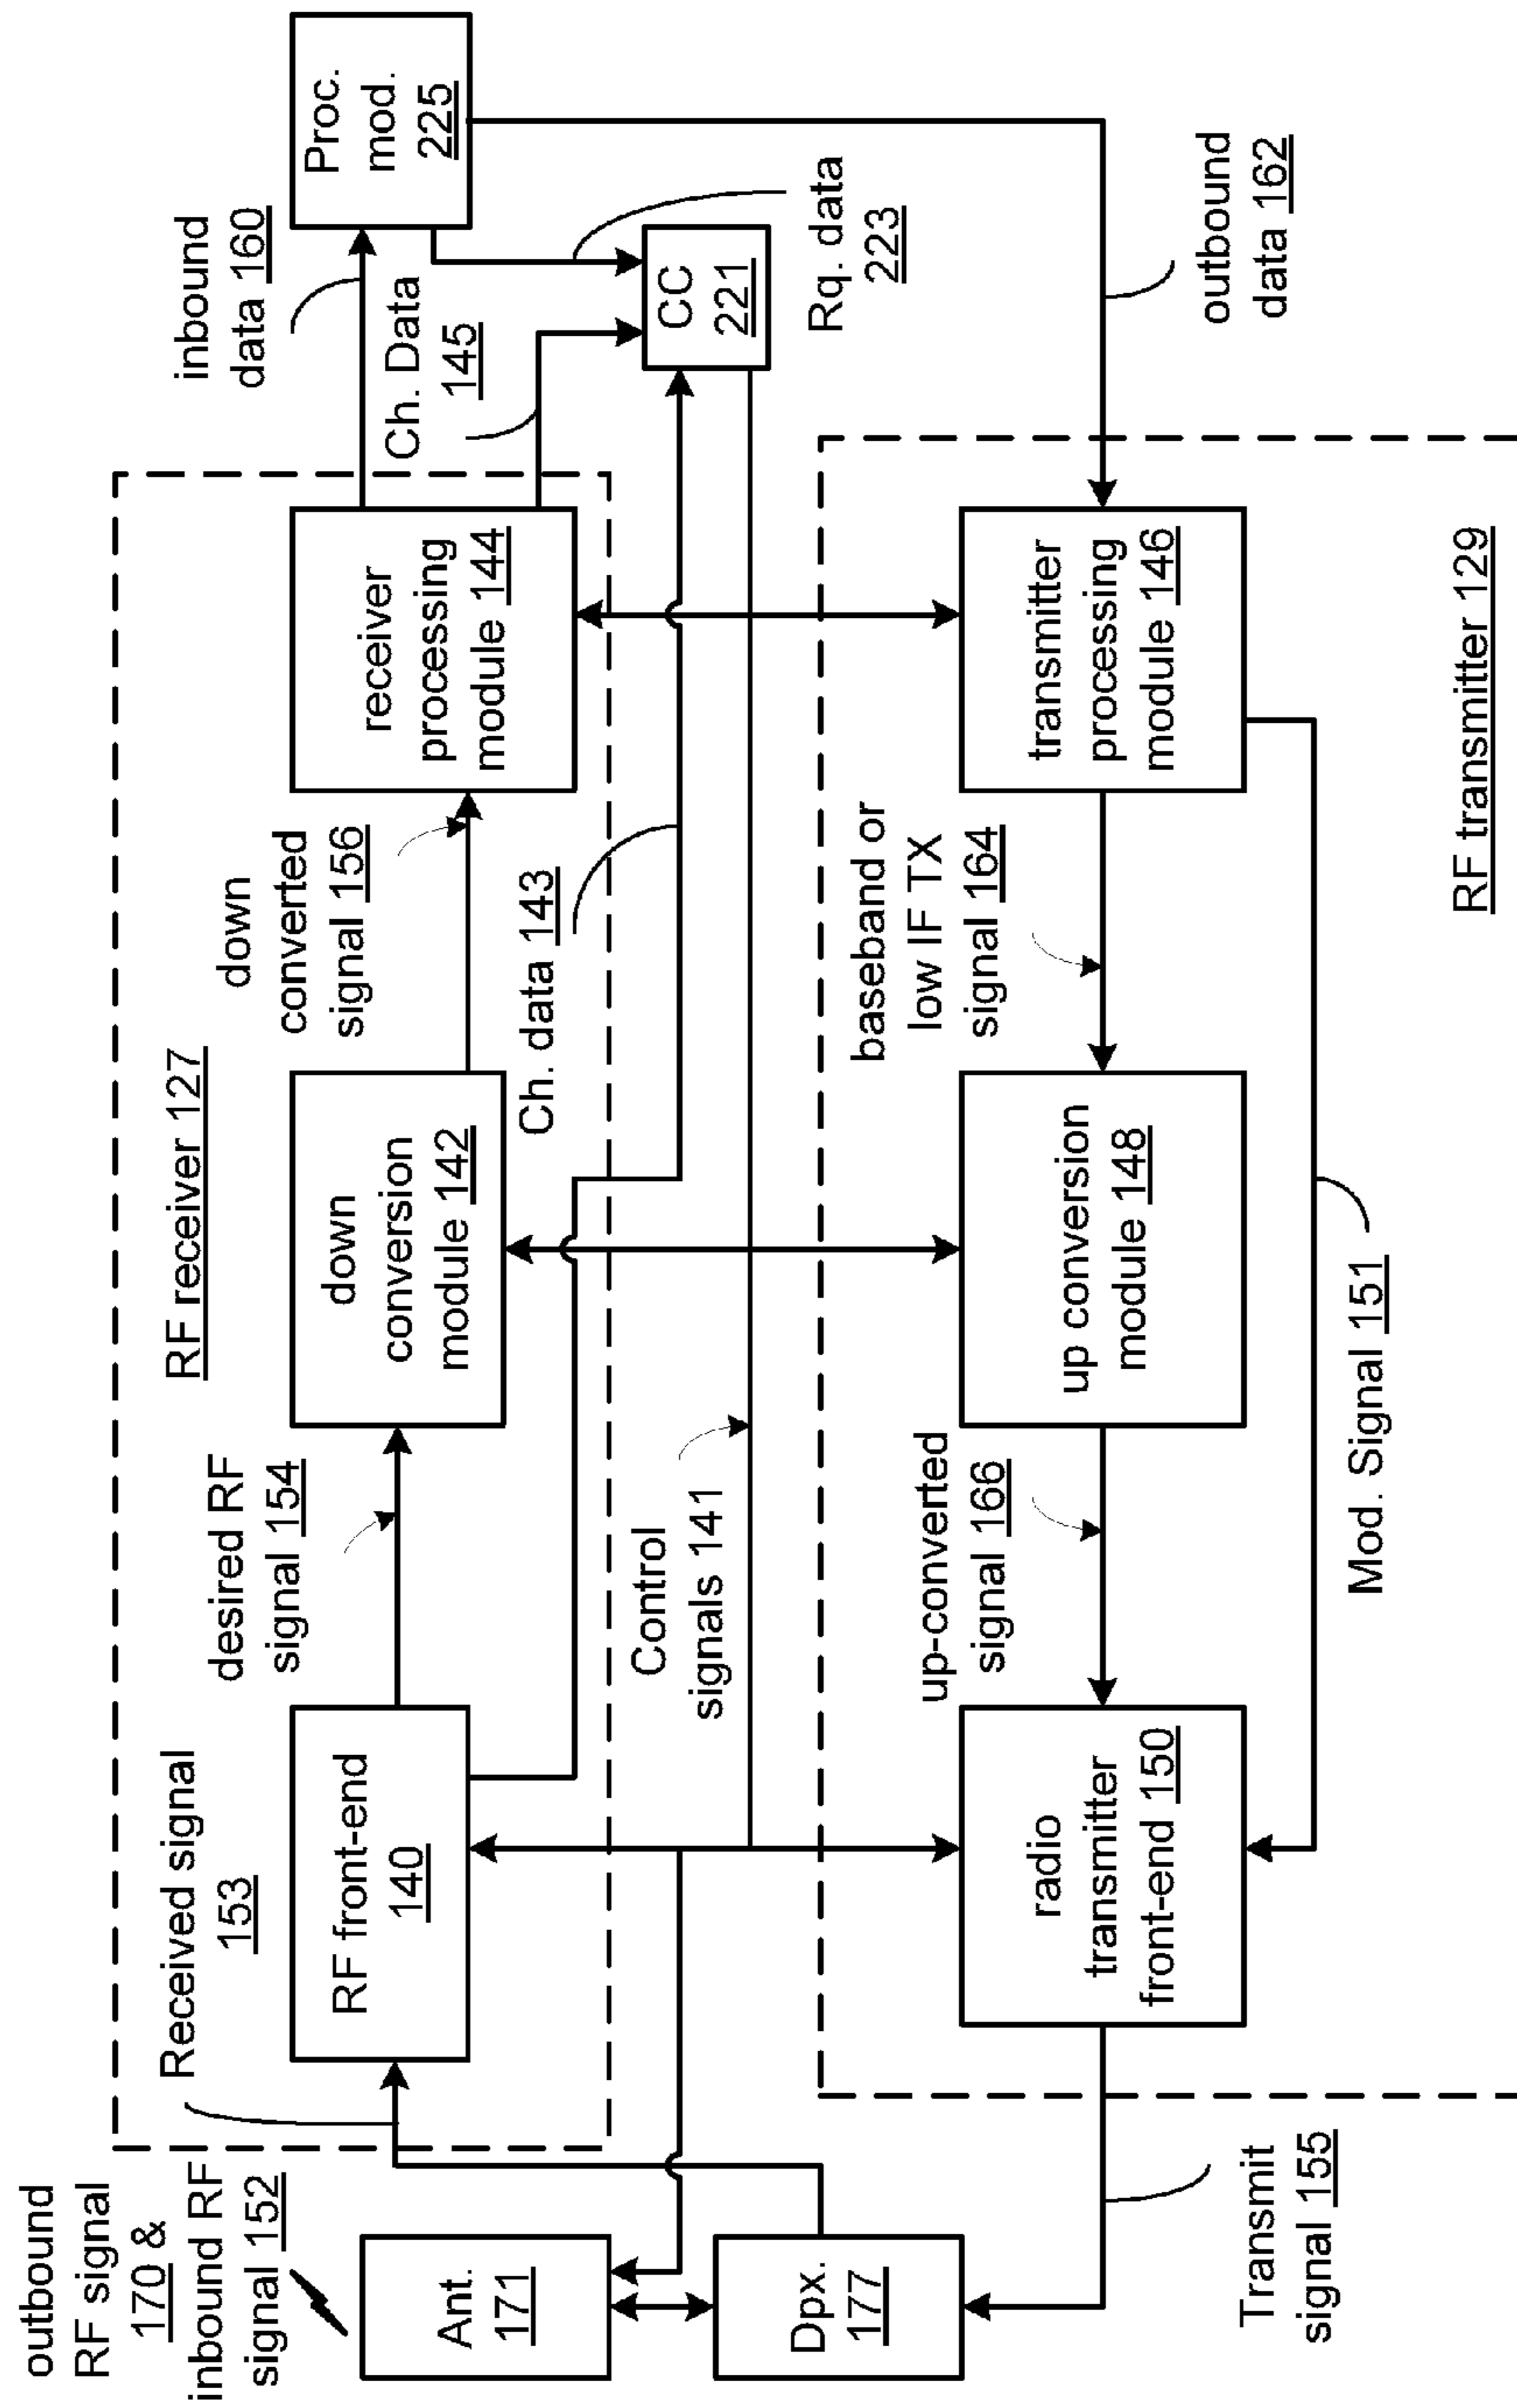 outbound
RF signal
170 &
inbound RF
signal 152
Received signal
153
desired RF
signal 154
RF receiver 127
down
converted
signal 156
inbound
data 160
Ant.
171
RF front-end
140
down
conversion
module 142
receiver
processing
module 144
Ch. Data
145
Proc.
mod.
225
Ch. data 143
Control
signals 141
CC
221
Rq. data
223
Dpx.
177
up-converted
signal 166
baseband or
low IF TX
signal 164
radio
transmitter
front-end 150
up conversion
module 148
transmitter
processing
module 146
outbound
data 162
Transmit
signal 155
Mod. Signal 151
RF transmitter 129